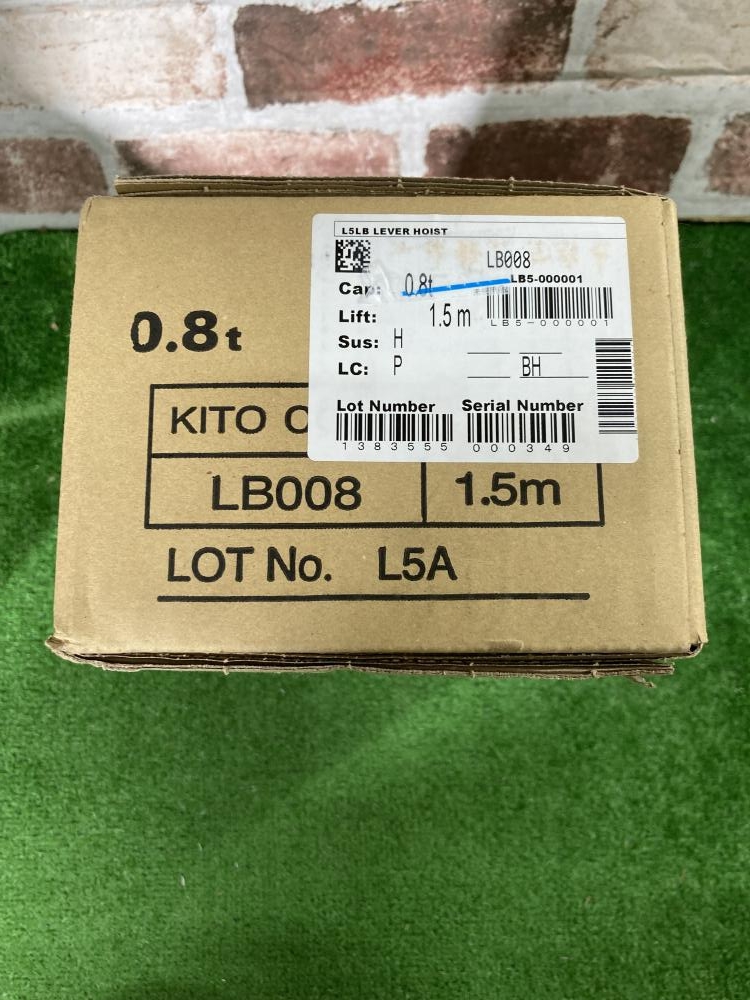 L5LB LEVER HOIST
LB008
Cap: 0.8t LB5-000001
Lift: 1.5 m LB5-000001
Sus: H
LC: P BH
Lot Number Serial Number
1383555 000349
0.8t
KITO C
LB008 1.5m
LOT No. L5A